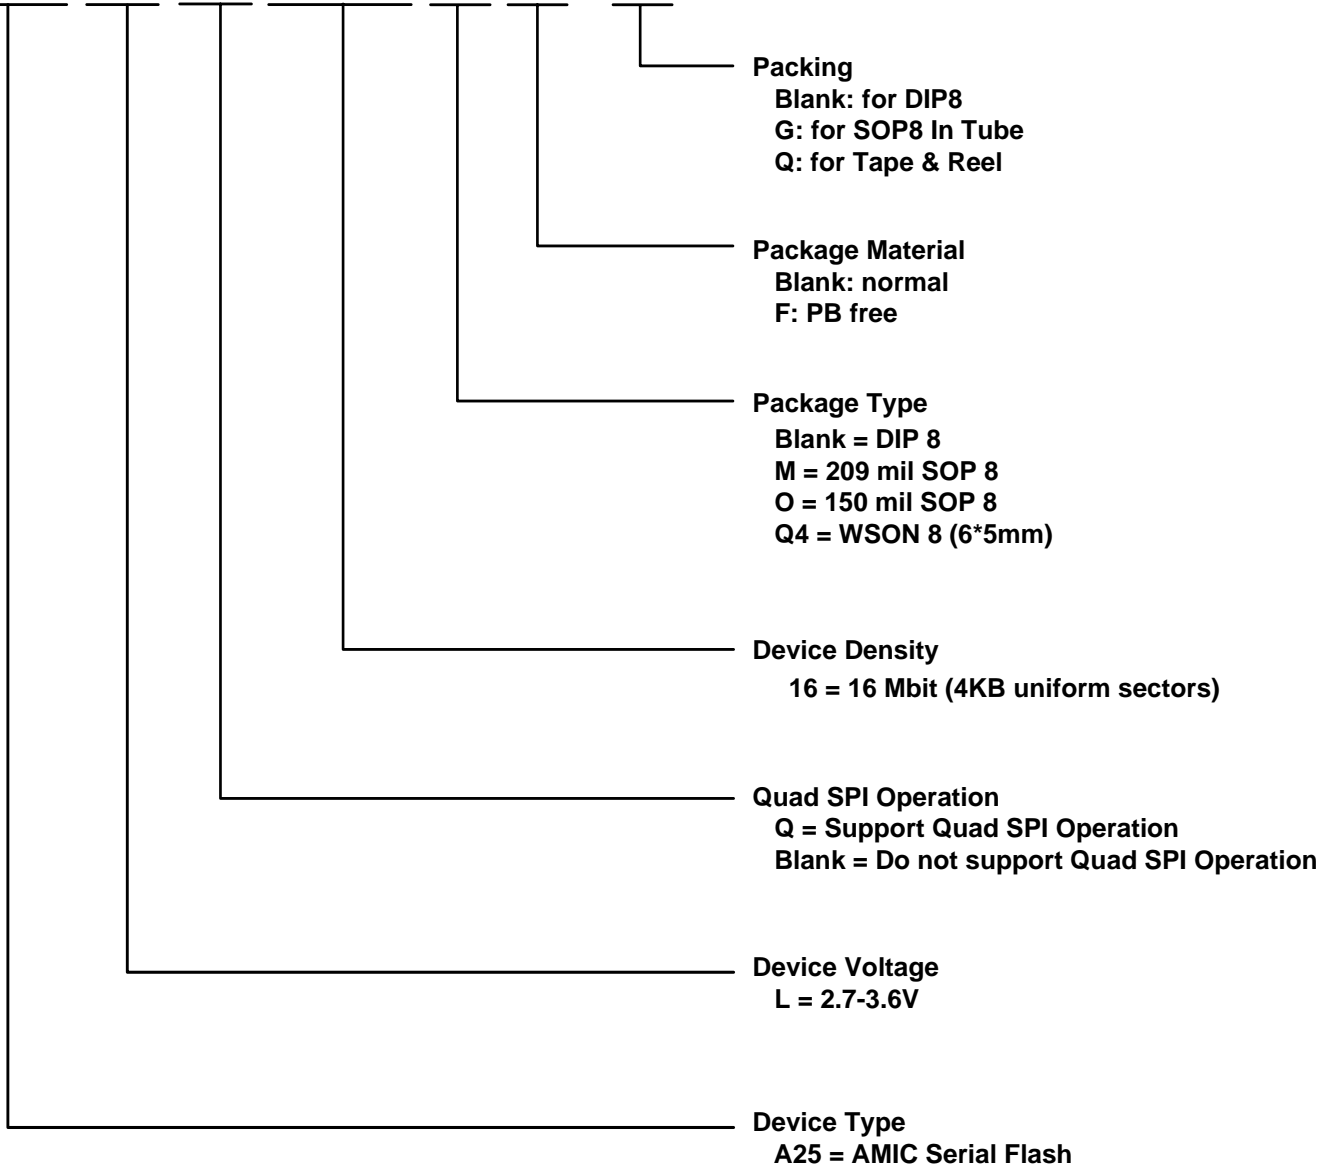 Packing
Blank: for DIP8
G: for SOP8 In Tube
Q: for Tape & Reel
Package Material
Blank: normal
F: PB free
Package Type
Blank = DIP 8
M = 209 mil SOP 8
O = 150 mil SOP 8
Q4 = WSON 8 (6*5mm)
Device Density
16 = 16 Mbit (4KB uniform sectors)
Quad SPI Operation
Q = Support Quad SPI Operation
Blank = Do not support Quad SPI Operation
Device Voltage
L = 2.7-3.6V
Device Type
A25 = AMIC Serial Flash